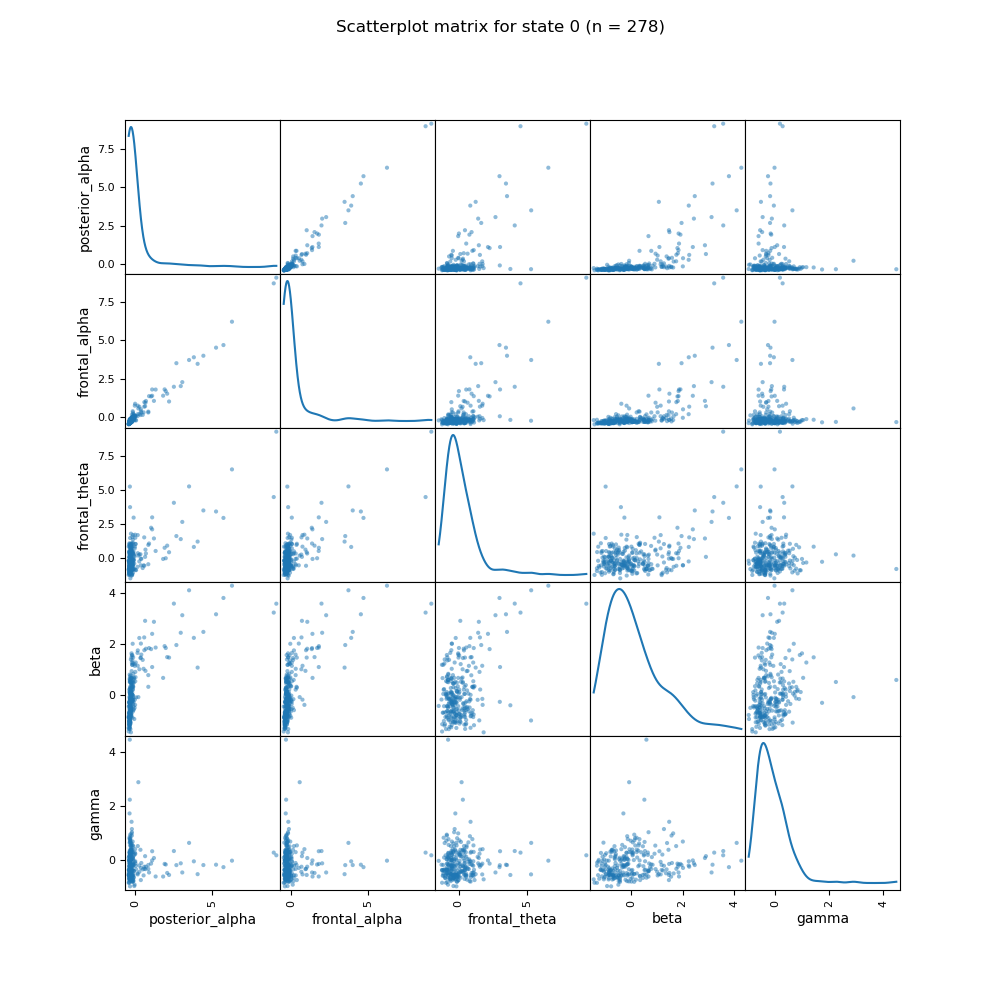 Scatterplot matrix for state 0 (n = 278)
posterior_alpha
7.5
5.0
2.5
0.0
frontal_alpha
7.5
5.0
2.5
0.0
frontal_theta
7.5
5.0
2.5
0.0
beta
4
2
0
gamma
4
2
0
0 5 0 5 0 5 0 2 4 0 2 4
posterior_alpha frontal_alpha frontal_theta beta gamma